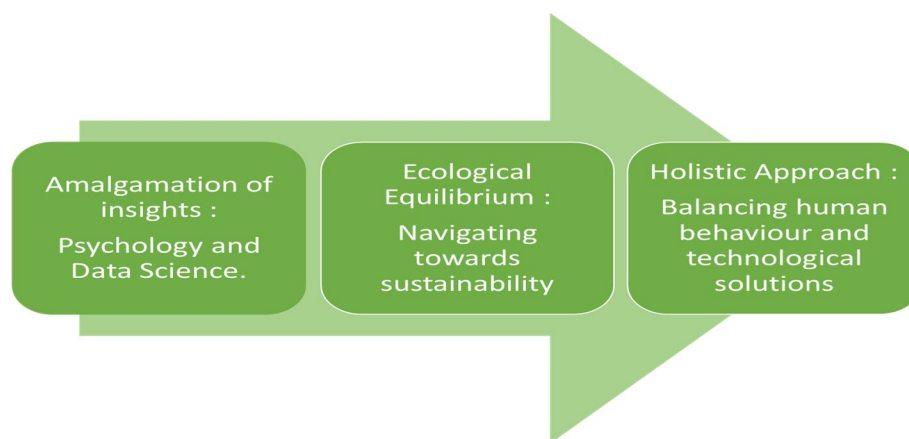 Amalgamation of
insights :
Psychology and
Data Science.
Ecological
Equilibrium :
Navigating
towards
sustainability
Holistic Approach :
Balancing human
behaviour and
technological
solutions